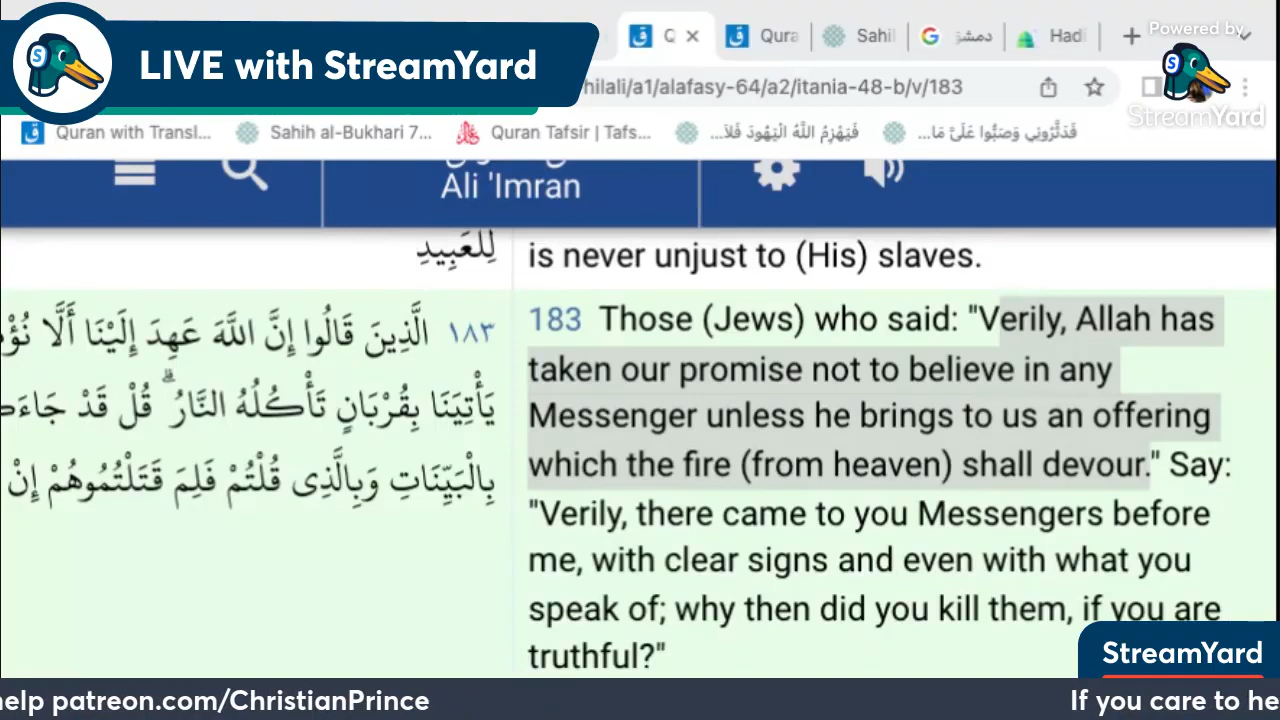 LIVE with StreamYard
Q
Qura
Sahil
دمشق
Hadi
Powered by
StreamYard
hilali/a1/alafasy-64/a2/itania-48-b/v/183
Quran with Transl...
Sahih al-Bukhari 7...
Quran Tafsir | Tafs...
فَيَهْزِمُ اللَّهُ الْيَهُودَ فَلاَ...
فَدَثِّرُونِي وَصَبُّوا عَلَىَّ مَا...
Ali 'Imran
لِلْعَبِيدِ
is never unjust to (His) slaves.
١٨٣ الَّذِينَ قَالُوا إِنَّ اللَّهَ عَهِدَ إِلَيْنَا أَلَّا
يَأْتِيَنَا بِقُرْبَانٍ تَأْكُلُهُ النَّارُ ۗ قُلْ قَدْ
بِالْبَيِّنَاتِ وَبِالَّذِى قُلْتُمْ فَلِمَ قَتَلْتُمُوهُمْ إِنْ
183 Those (Jews) who said: "Verily, Allah has
taken our promise not to believe in any
Messenger unless he brings to us an offering
which the fire (from heaven) shall devour." Say:
"Verily, there came to you Messengers before
me, with clear signs and even with what you
speak of; why then did you kill them, if you are
truthful?"
StreamYard
help patreon.com/ChristianPrince
If you care to he